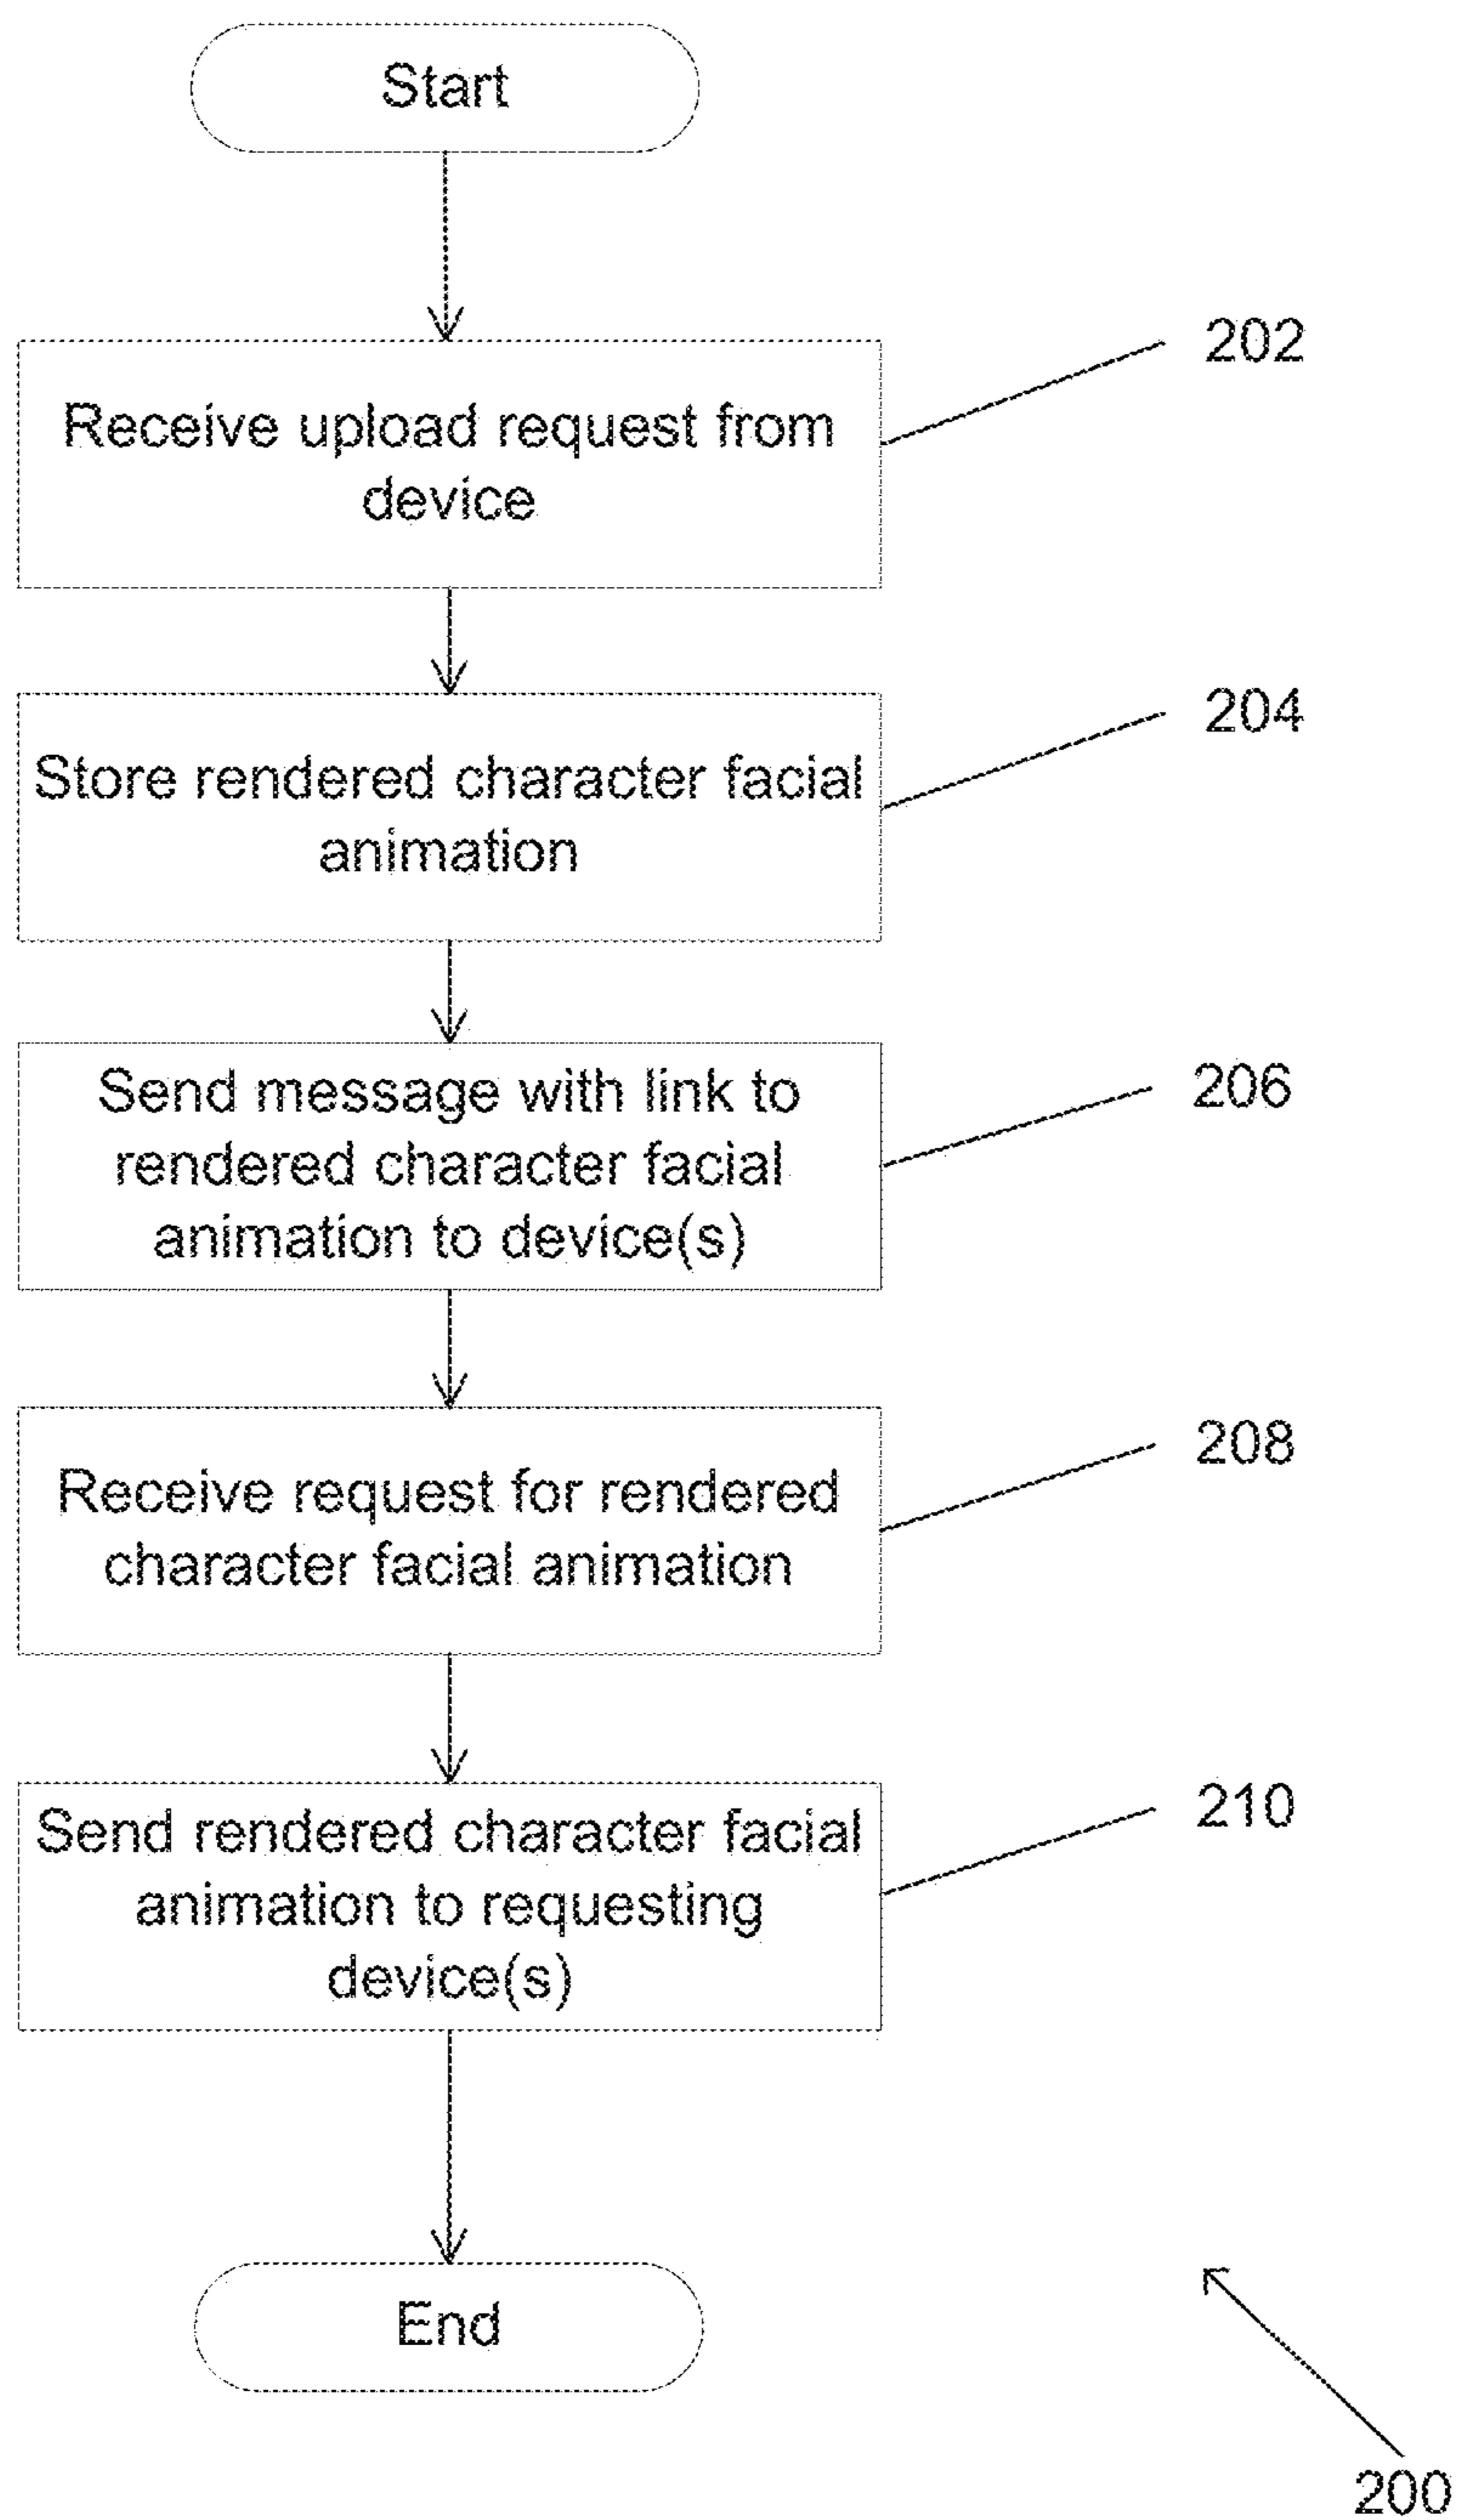 Start
202
Receive upload request from
device
204
Store rendered character facial
animation
206
Send message with link to
rendered character facial
animation to device(s)
208
Receive request for rendered
character facial animation
210
Send rendered character facial
animation to requesting
device(s)
End
200